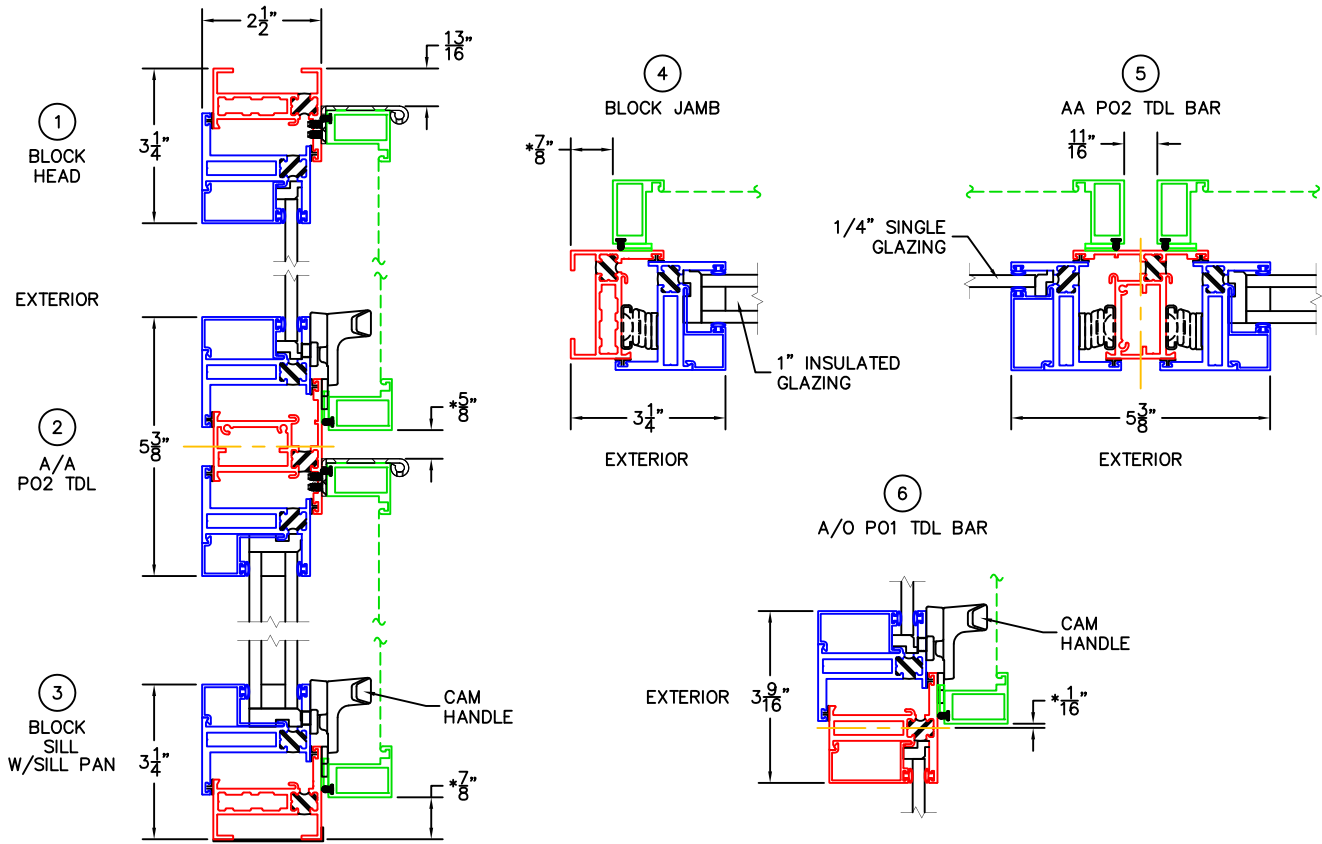 2 1/2"
13/16
1
BLOCK
HEAD
3 1/4"
EXTERIOR
2
A/A
PO2 TDL
5 3/8"
*5/8"
3
BLOCK
SILL
W/SILL PAN
3 1/4"
CAM
HANDLE
*7/8"
4
BLOCK JAMB
*7/8"
1" INSULATED
GLAZING
3 1/4"
EXTERIOR
5
AA PO2 TDL BAR
11/16"
1/4" SINGLE
GLAZING
5 3/8"
EXTERIOR
6
A/O PO1 TDL BAR
CAM
HANDLE
EXTERIOR
3 9/16"
*1/16"